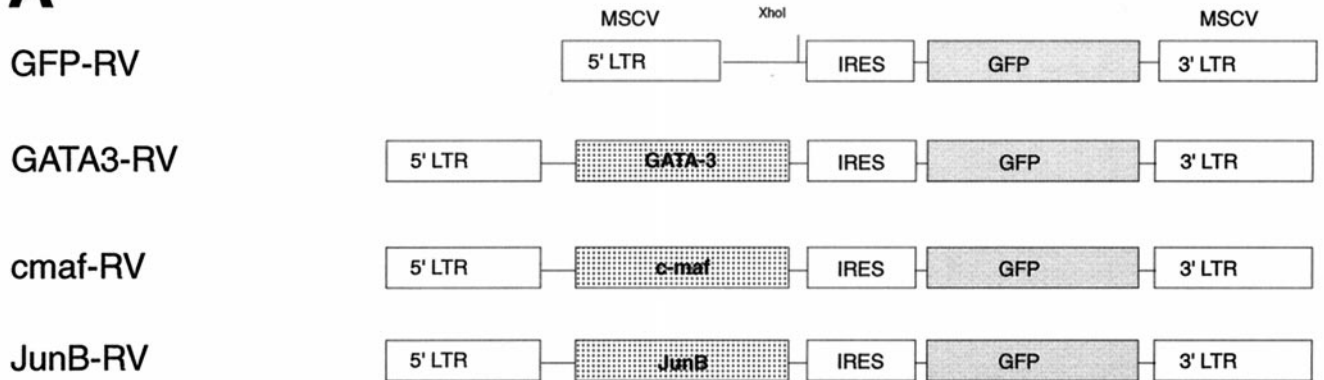 A
MSCV XhoI MSCV
GFP-RV 5' LTR IRES GFP 3' LTR
GATA3-RV 5' LTR GATA-3 IRES GFP 3' LTR
cmaf-RV 5' LTR c-maf IRES GFP 3' LTR
JunB-RV 5' LTR JunB IRES GFP 3' LTR